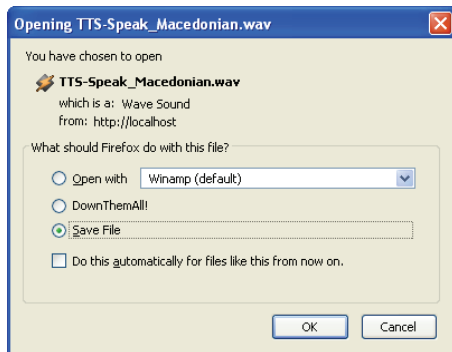 Opening TTS-Speak_Macedonian.wav
You have chosen to open
TTS-Speak_Macedonian.wav
which is a: Wave Sound
from: http://localhost
What should Firefox do with this file?
Open with Winamp (default)
DownThemAll!
Save File
Do this automatically for files like this from now on.
OK Cancel